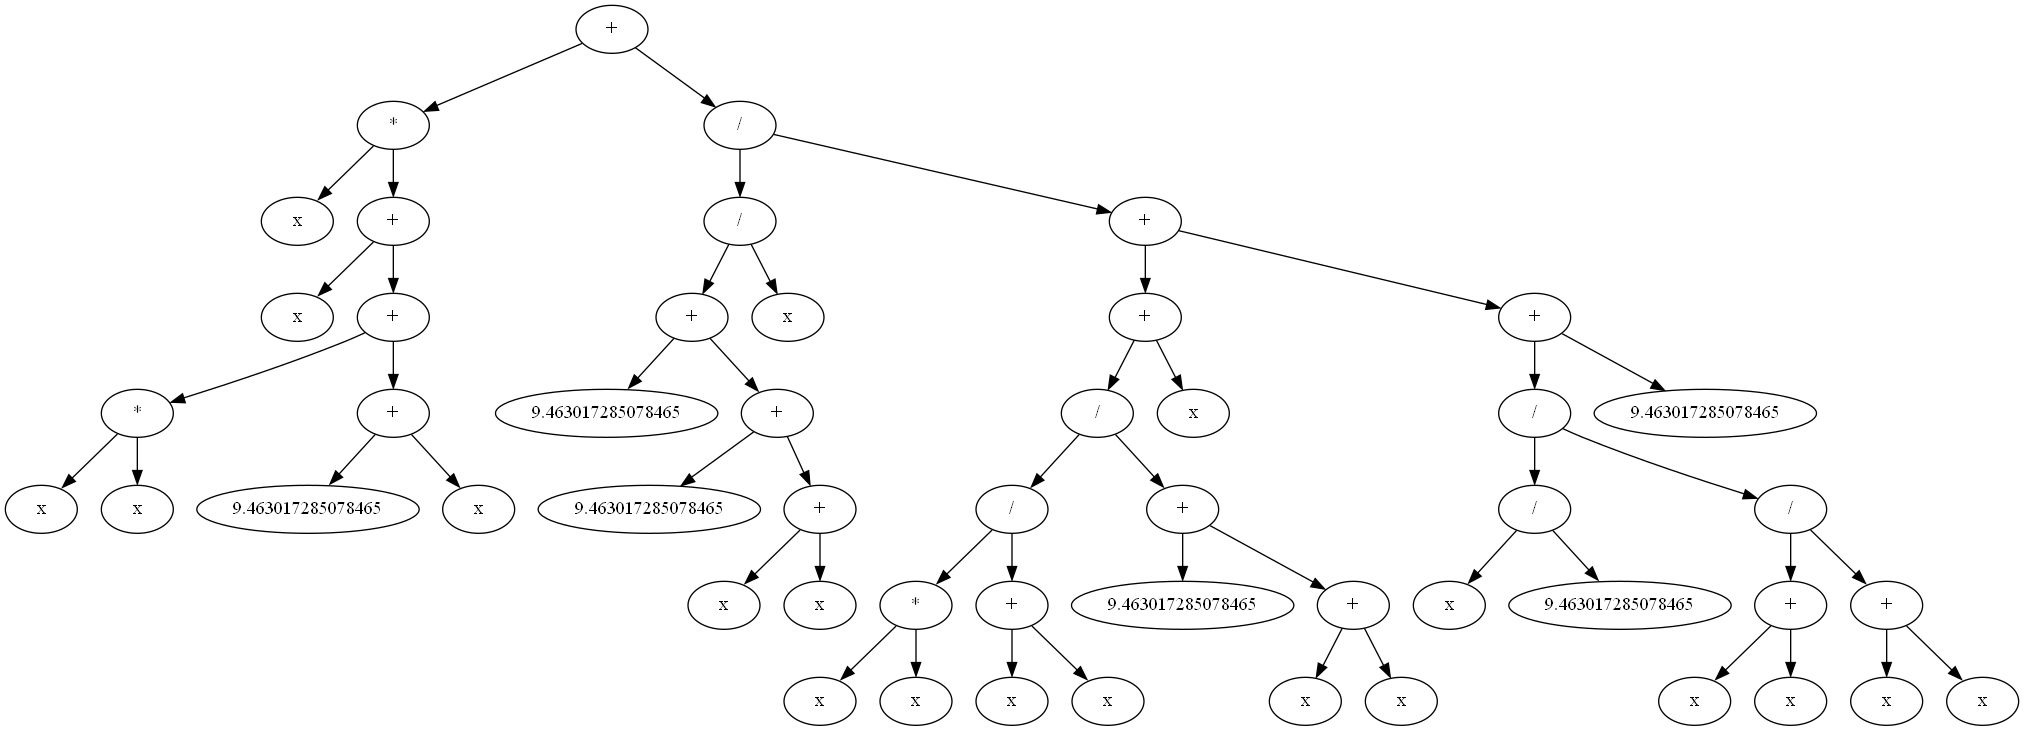 +
* /
x + / +
x + + x + +
* + 9.463017285078465 + / x / 9.463017285078465
x x 9.463017285078465 x 9.463017285078465 + / + / /
x x * + 9.463017285078465 + x 9.463017285078465 + +
x x x x x x x x x x